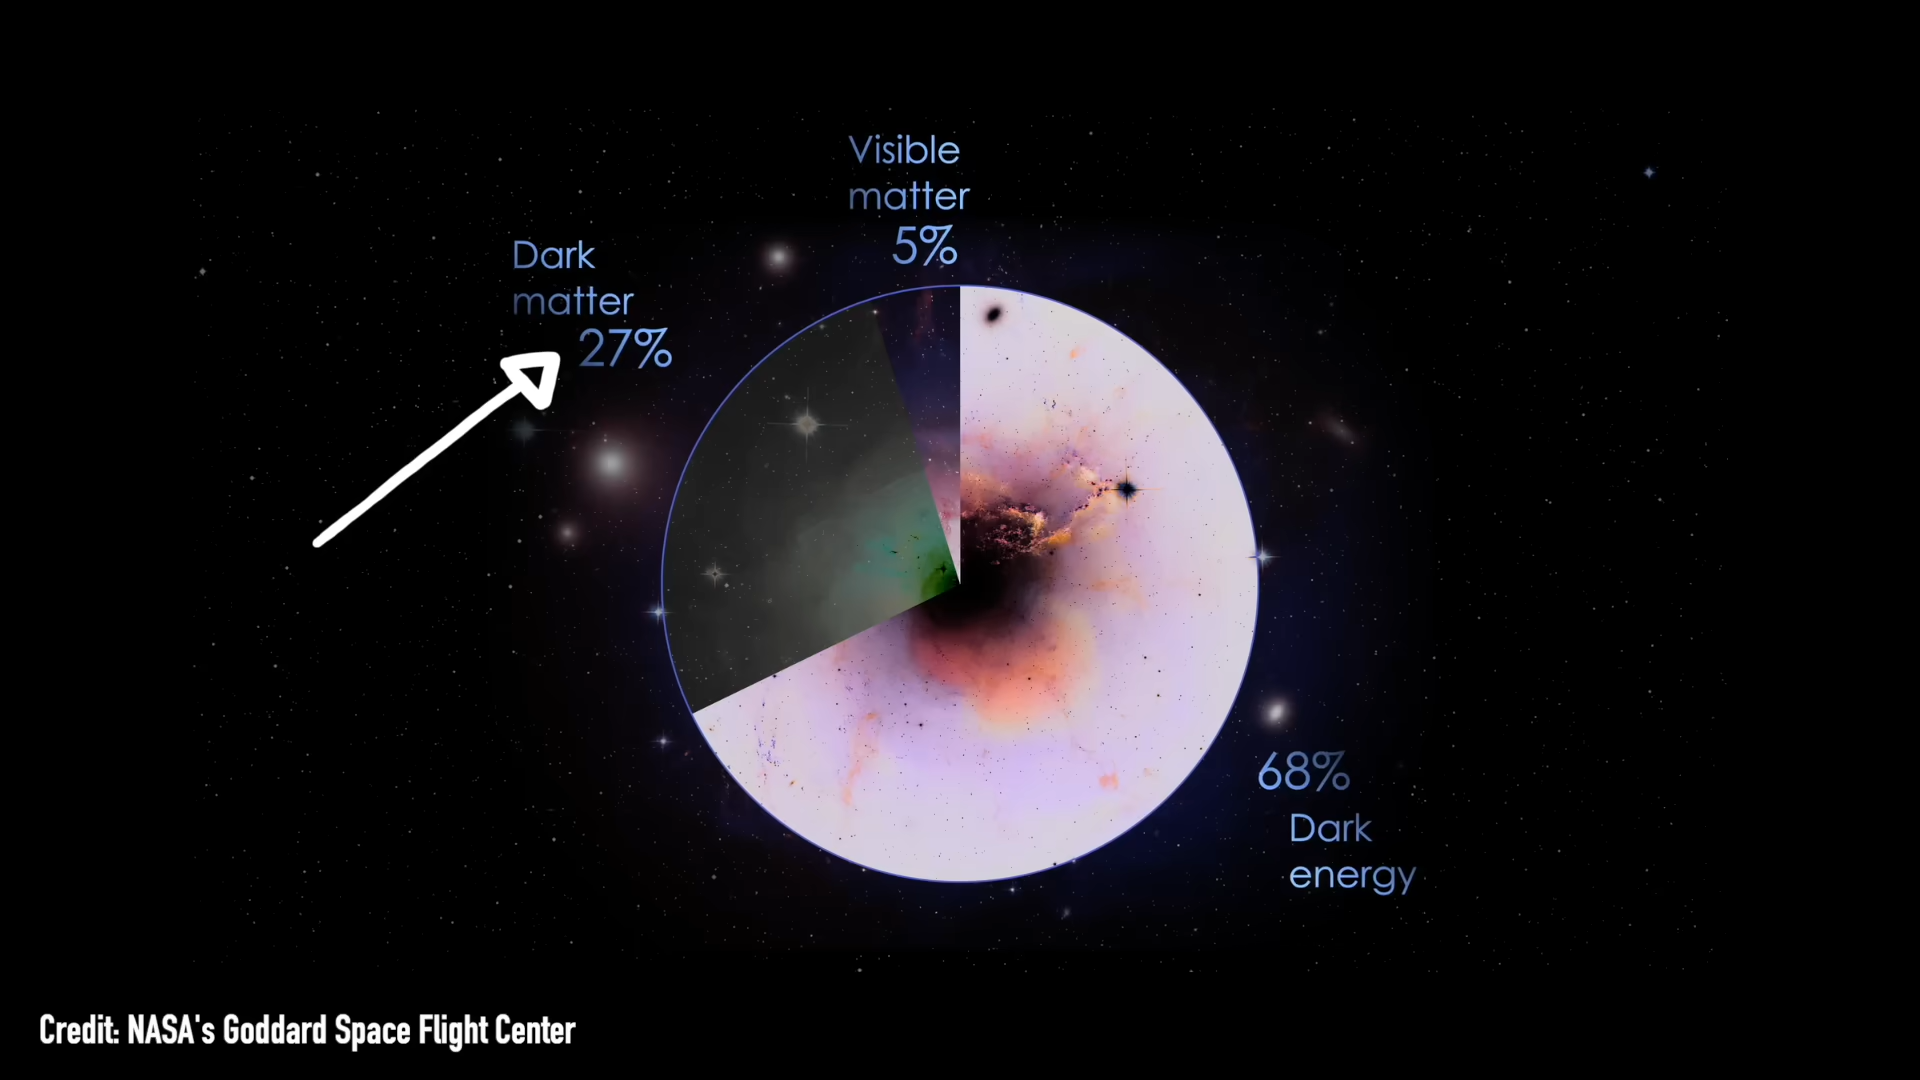 Visible
matter
5%
Dark
matter
27%
68%
Dark
energy
Credit: NASA's Goddard Space Flight Center